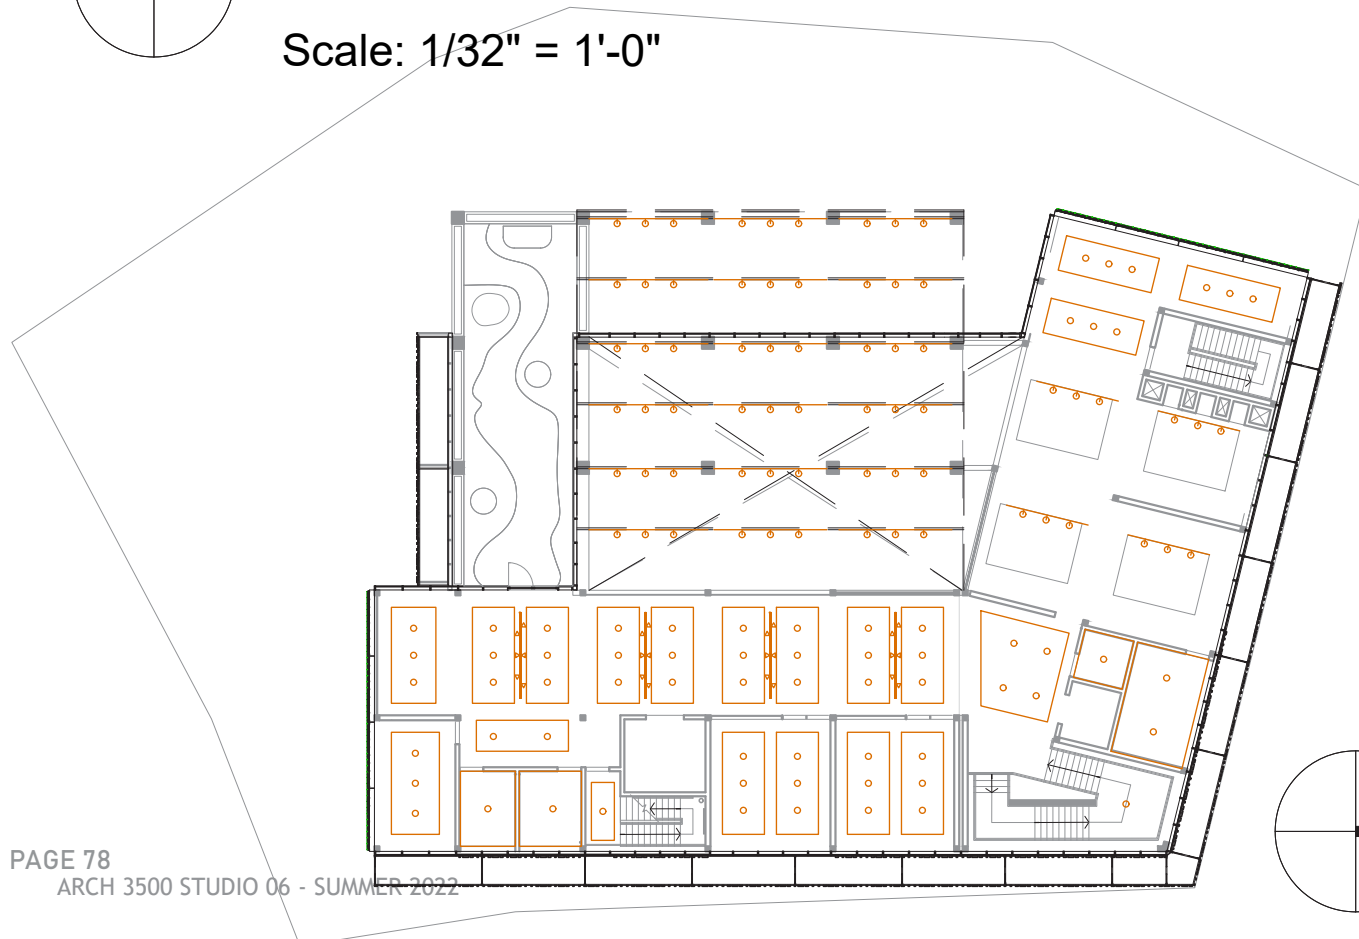 Scale: 1/32" = 1'-0"
PAGE 78
ARCH 3500 STUDIO 06 - SUMMER 2022